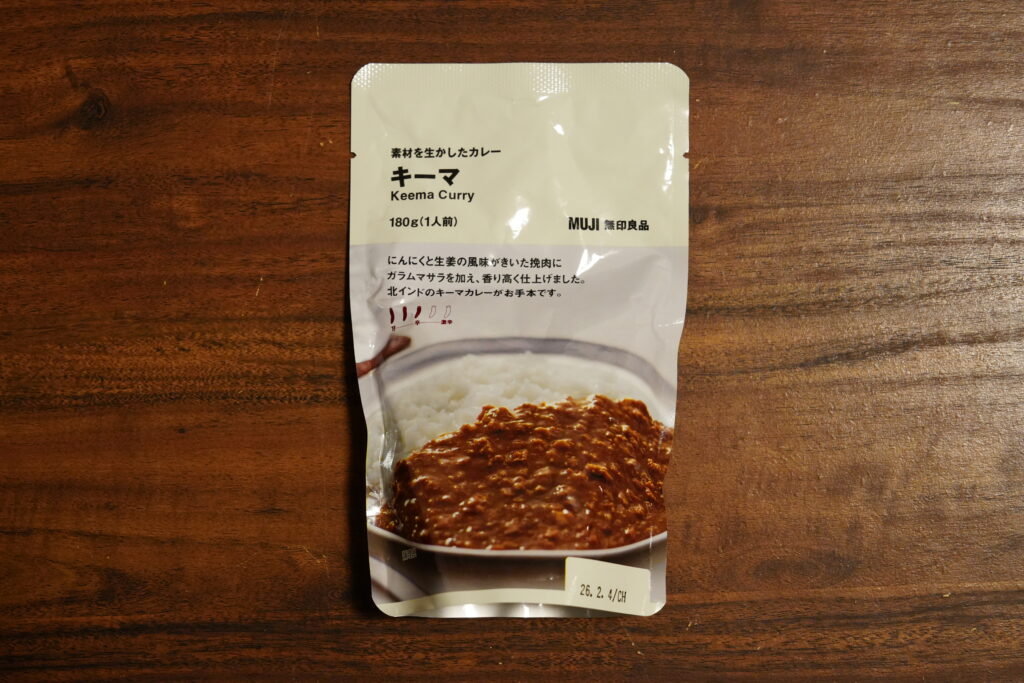 素材を生かしたカレー
キーマ
Keema Curry
180g(1人前)
MUJI 無印良品
にんにくと生姜の風味がきいた挽肉に
ガラムマサラを加え、香り高く仕上げました。
北インドのキーマカレーがお手本です。
辛 激辛
26. 2. 4/CH